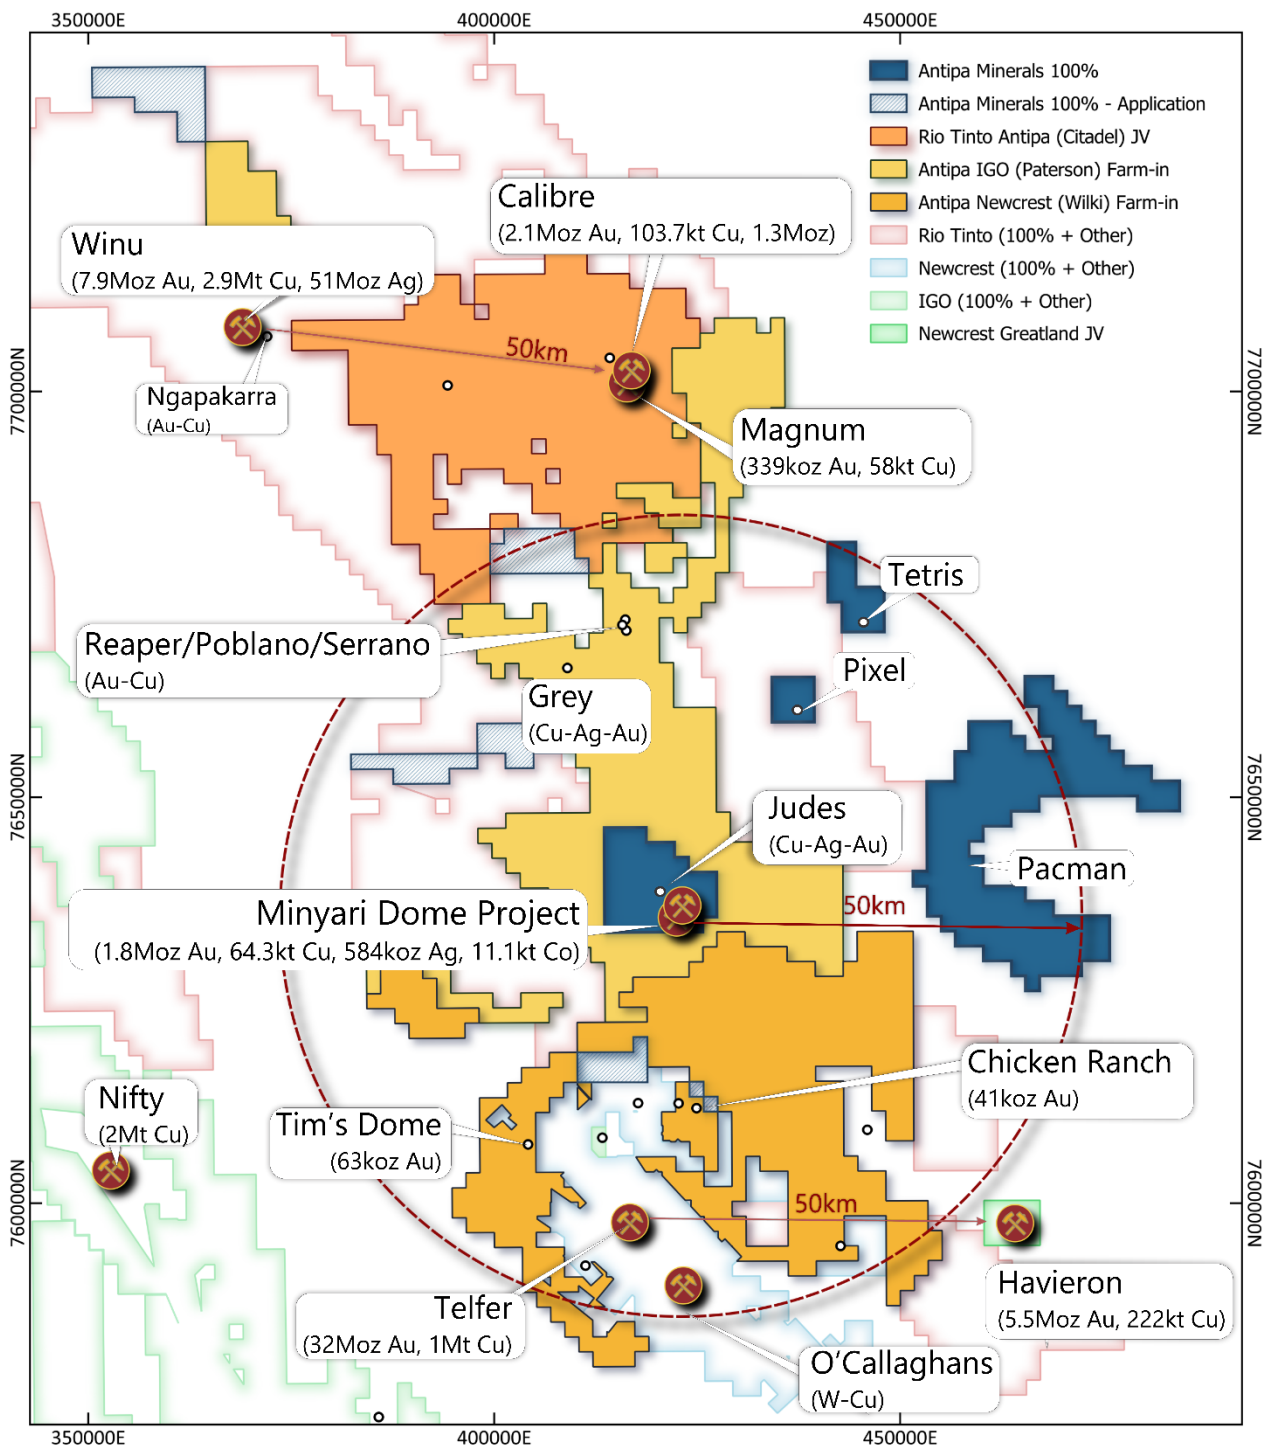 350000E
400000E
450000E
Antipa Minerals 100%
Antipa Minerals 100% - Application
Rio Tinto Antipa (Citadel) JV
Antipa IGO (Paterson) Farm-in
Antipa Newcrest (Wilki) Farm-in
Rio Tinto (100% + Other)
Newcrest (100% + Other)
IGO (100% + Other)
Newcrest Greatland JV
Calibre
(2.1Moz Au, 103.7kt Cu, 1.3Moz)
Winu
(7.9Moz Au, 2.9Mt Cu, 51Moz Ag)
50km
7700000N
7700000N
Ngapakarra
(Au-Cu)
Magnum
(339koz Au, 58kt Cu)
Tetris
Reaper/Poblano/Serrano
(Au-Cu)
Pixel
Grey
(Cu-Ag-Au)
7650000N
7650000N
Judes
(Cu-Ag-Au)
Pacman
Minyari Dome Project
(1.8Moz Au, 64.3kt Cu, 584koz Ag, 11.1kt Co)
50km
Chicken Ranch
(41koz Au)
Nifty
(2Mt Cu)
Tim's Dome
(63koz Au)
7600000N
7600000N
50km
Havieron
(5.5Moz Au, 222kt Cu)
Telfer
(32Moz Au, 1Mt Cu)
O'Callaghans
(W-Cu)
350000E
400000E
450000E